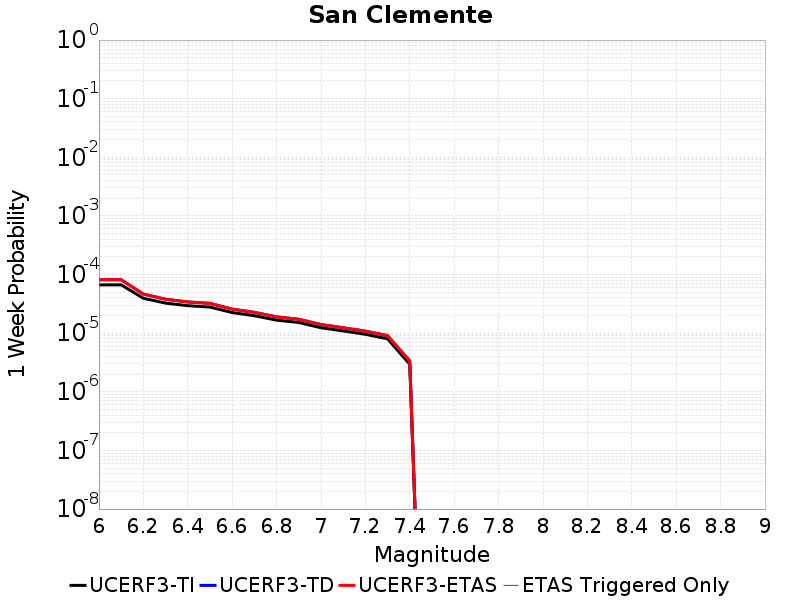 San Clemente
10^0
10^-1
10^-2
10^-3
10^-4
10^-5
10^-6
10^-7
10^-8
1 Week Probability
6 6.2 6.4 6.6 6.8 7 7.2 7.4 7.6 7.8 8 8.2 8.4 8.6 8.8 9
Magnitude
UCERF3-TI UCERF3-TD UCERF3-ETAS ETAS Triggered Only